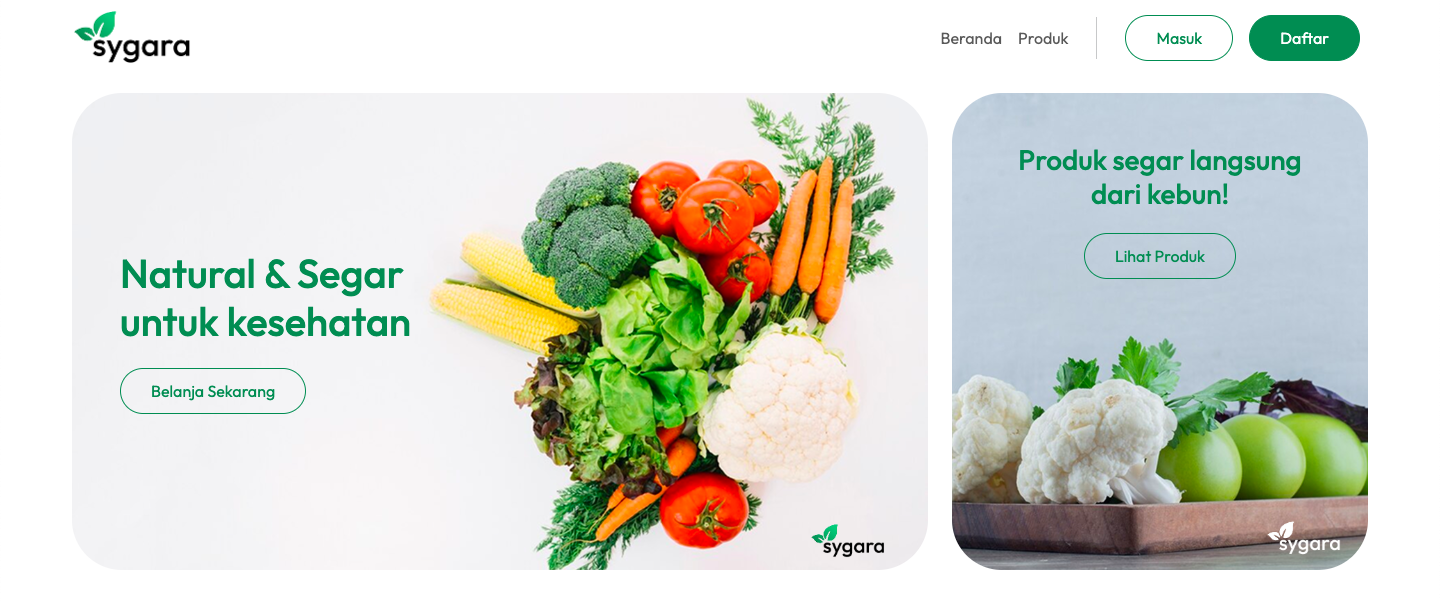 sygara
Beranda
Produk
Masuk
Daftar
Natural & Segar
untuk kesehatan
Belanja Sekarang
sygara
Produk segar langsung
dari kebun!
Lihat Produk
sygara